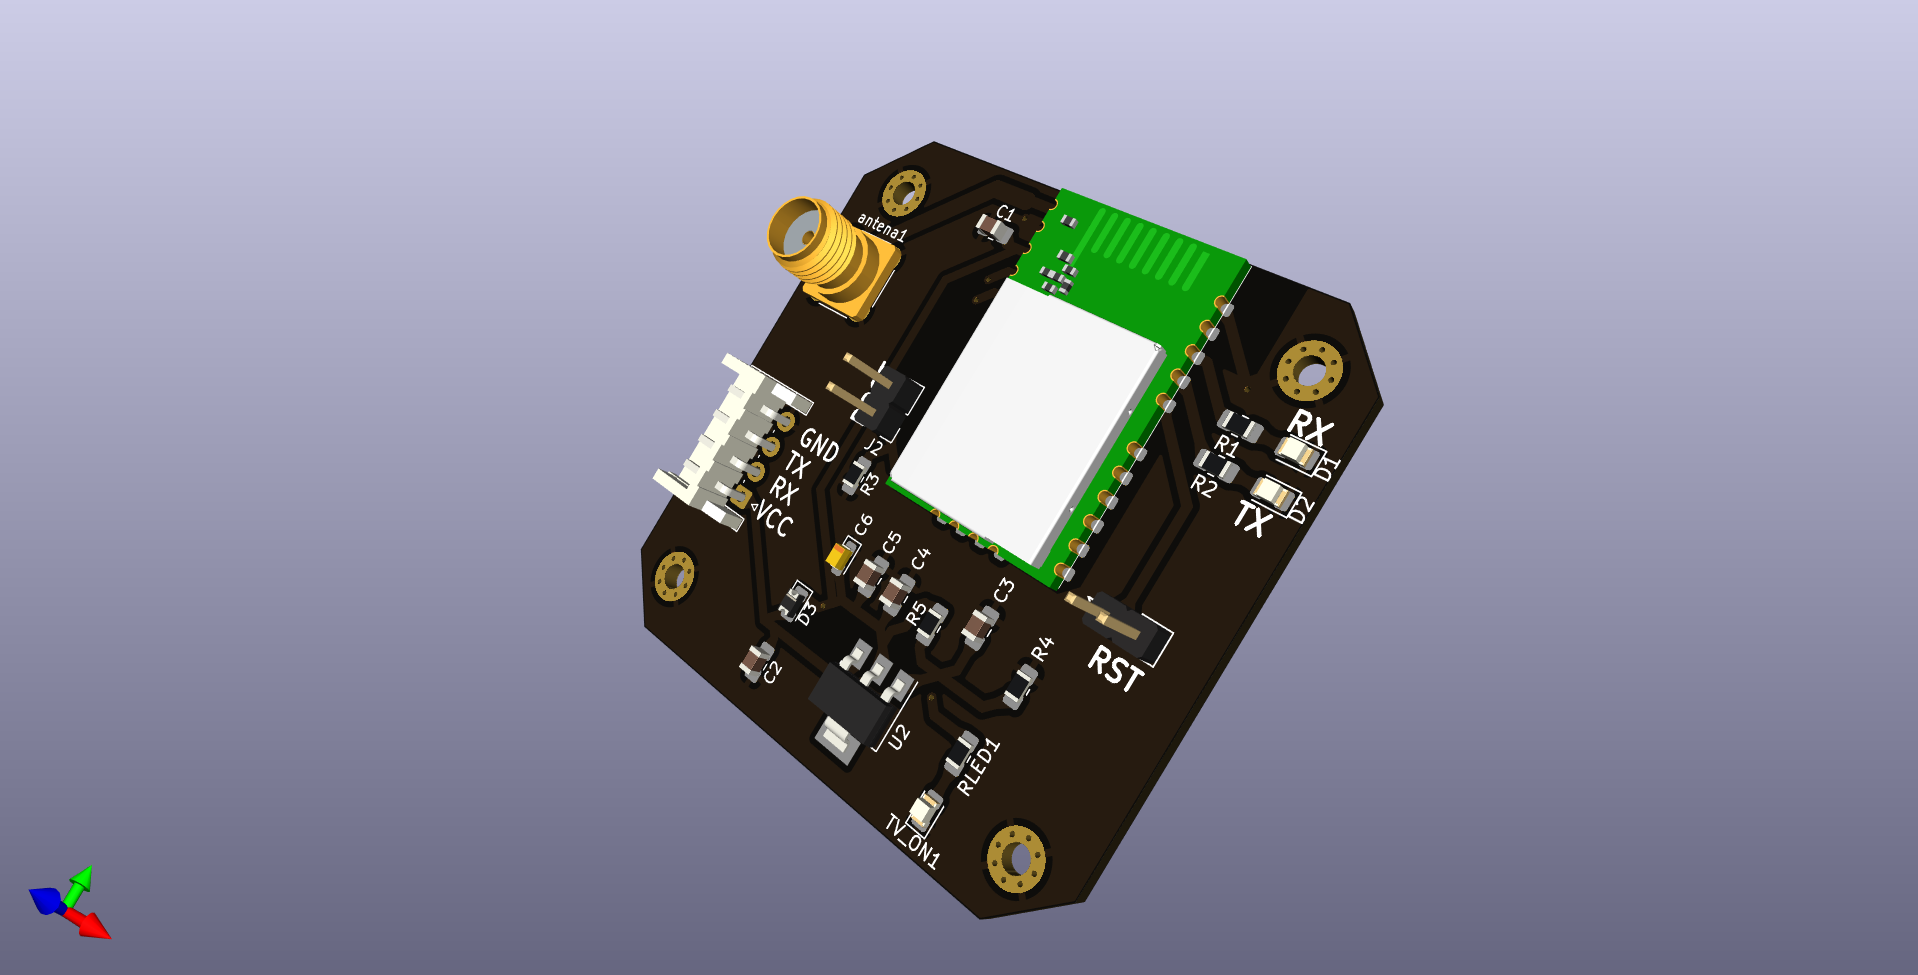 C1
antena1
RX
R1
D1
R2
D2
TX
GND
TX
RX
VCC
J2
R3
C6
C5
C4
R5
C3
D3
C2
R4
RST
U2
RLED1
TV_ON1